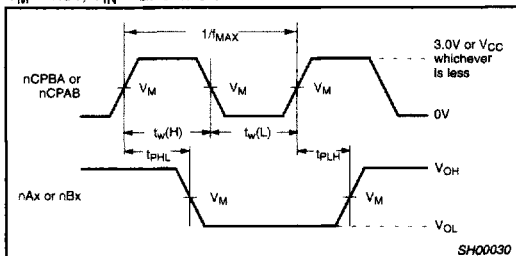 1/fMAX
3.0V or VCC
whichever
is less
nCPBA or
nCPAB
VM
VM
VM
0V
tw(H)
tw(L)
tPHL
tPLH
VOH
nAx or nBx
VM
VM
VOL
SH00030